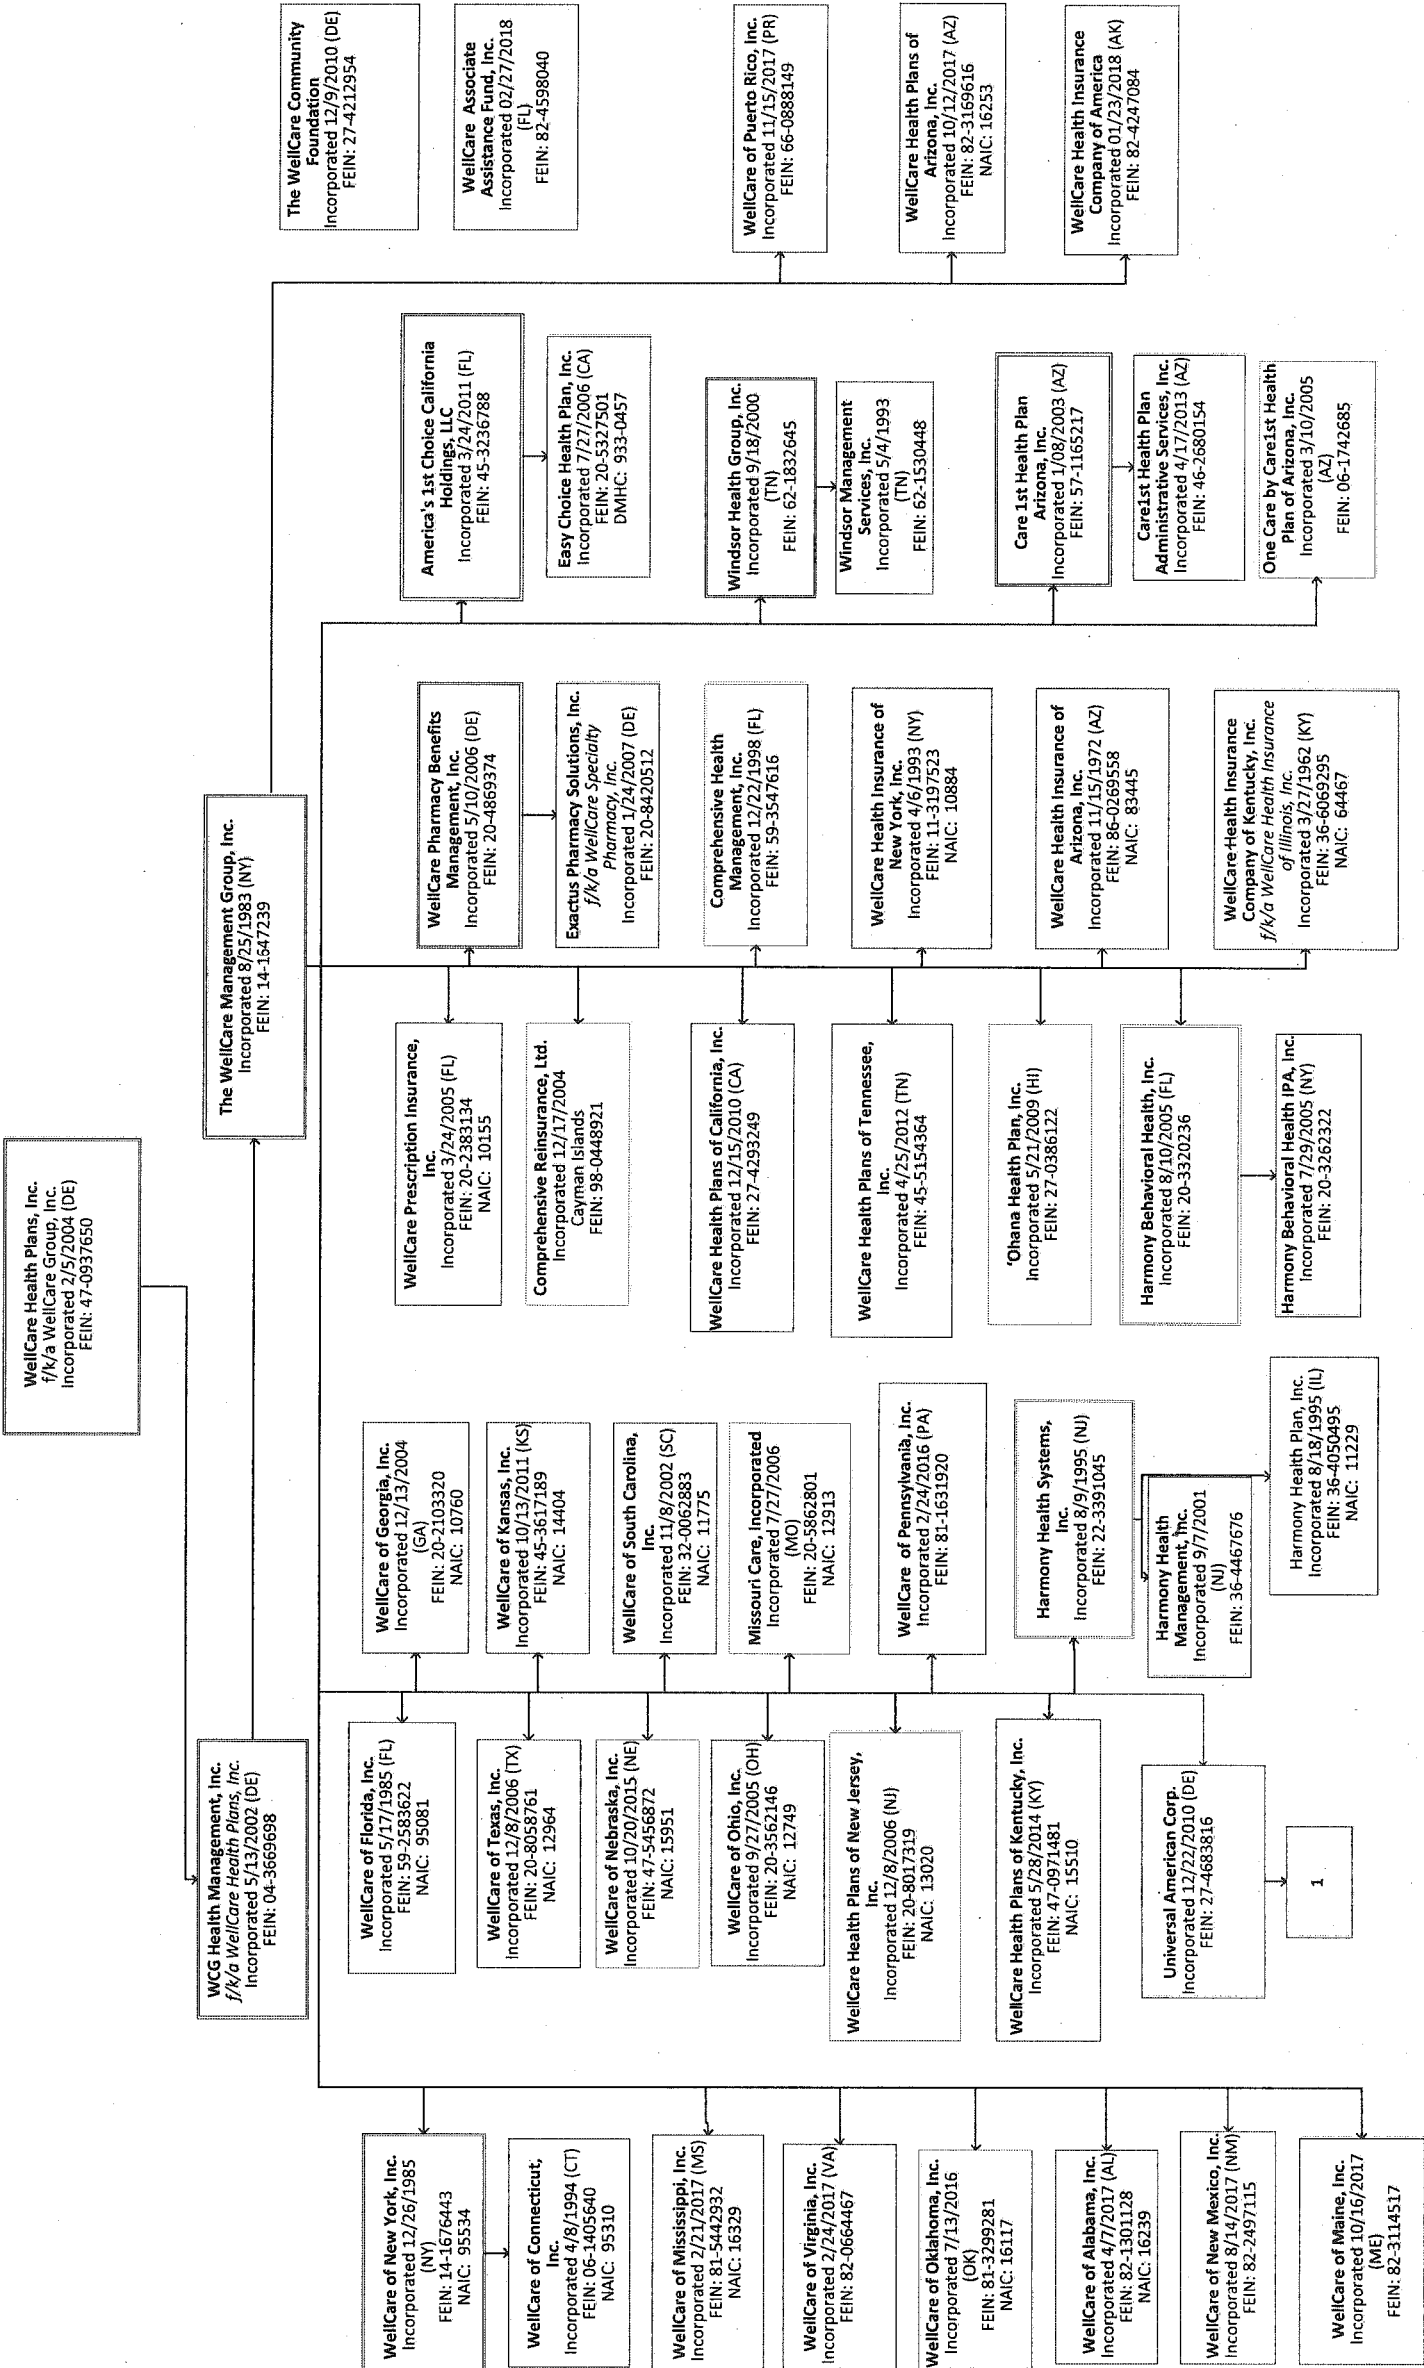 WellCare Health Plans, Inc.
f/k/a WellCare Group, Inc.
Incorporated 2/5/2004 (DE)
FEIN: 47-0937650
WCG Health Management, Inc.
f/k/a WellCare Health Plans, Inc.
Incorporated 5/13/2002 (DE)
FEIN: 04-3669698
The WellCare Management Group, Inc.
Incorporated 8/25/1983 (NY)
FEIN: 14-1647239
The WellCare Community
Foundation
Incorporated 12/9/2010 (DE)
FEIN: 27-4212954
WellCare Associate
Assistance Fund, Inc.
Incorporated 02/27/2018
(FL)
FEIN: 82-4598040
WellCare of New York, Inc.
Incorporated 12/26/1985
(NY)
FEIN: 14-1676443
NAIC: 95534
WellCare of Connecticut,
Inc.
Incorporated 4/8/1994 (CT)
FEIN: 06-1405640
NAIC: 95310
WellCare of Mississippi, Inc.
Incorporated 2/21/2017 (MS)
FEIN: 81-5442932
NAIC: 16329
WellCare of Virginia, Inc.
Incorporated 2/24/2017 (VA)
FEIN: 82-0664467
WellCare of Oklahoma, Inc.
Incorporated 7/13/2016
(OK)
FEIN: 81-3299281
NAIC: 16117
WellCare of Alabama, Inc.
Incorporated 4/7/2017 (AL)
FEIN: 82-1301128
NAIC: 16239
WellCare of New Mexico, Inc.
Incorporated 8/14/2017 (NM)
FEIN: 82-2497115
WellCare of Maine, Inc.
Incorporated 10/16/2017
(ME)
FEIN: 82-3114517
WellCare of Florida, Inc.
Incorporated 5/17/1985 (FL)
FEIN: 59-2583622
NAIC: 95081
WellCare of Texas, Inc.
Incorporated 12/8/2006 (TX)
FEIN: 20-8058761
NAIC: 12964
WellCare of Nebraska, Inc.
Incorporated 10/20/2015 (NE)
FEIN: 47-5456872
NAIC: 15951
WellCare of Ohio, Inc.
Incorporated 9/27/2005 (OH)
FEIN: 20-3562146
NAIC: 12749
WellCare Health Plans of New Jersey,
Inc.
Incorporated 12/8/2006 (NJ)
FEIN: 20-8017319
NAIC: 13020
WellCare Health Plans of Kentucky, Inc.
Incorporated 5/28/2014 (KY)
FEIN: 47-0971481
NAIC: 15510
Universal American Corp.
Incorporated 12/22/2010 (DE)
FEIN: 27-4683816
1
WellCare of Georgia, Inc.
Incorporated 12/13/2004
(GA)
FEIN: 20-2103320
NAIC: 10760
WellCare of Kansas, Inc.
Incorporated 10/13/2011 (KS)
FEIN: 45-3617189
NAIC: 14404
WellCare of South Carolina,
Inc.
Incorporated 11/8/2002 (SC)
FEIN: 32-0062883
NAIC: 11775
Missouri Care, Incorporated
Incorporated 7/27/2006
(MO)
FEIN: 20-5862801
NAIC: 12913
WellCare of Pennsylvania, Inc.
Incorporated 2/24/2016 (PA)
FEIN: 81-1631920
Harmony Health Systems,
Inc.
Incorporated 8/9/1995 (NJ)
FEIN: 22-3391045
Harmony Health
Management, Inc.
Incorporated 9/7/2001
(NJ)
FEIN: 36-4467676
Harmony Health Plan, Inc.
Incorporated 8/18/1995 (IL)
FEIN: 36-4050495
NAIC: 11229
WellCare Prescription Insurance,
Inc.
Incorporated 3/24/2005 (FL)
FEIN: 20-2383134
NAIC: 10155
Comprehensive Reinsurance, Ltd.
Incorporated 12/17/2004
Cayman Islands
FEIN: 98-0448921
WellCare Health Plans of California, Inc.
Incorporated 12/15/2010 (CA)
FEIN: 27-4293249
WellCare Health Plans of Tennessee,
Inc.
Incorporated 4/25/2012 (TN)
FEIN: 45-5154364
'Ohana Health Plan, Inc.
Incorporated 5/21/2009 (HI)
FEIN: 27-0386122
Harmony Behavioral Health, Inc.
Incorporated 8/10/2005 (FL)
FEIN: 20-3320236
Harmony Behavioral Health IPA, Inc.
Incorporated 7/29/2005 (NY)
FEIN: 20-3262322
WellCare Pharmacy Benefits
Management, Inc.
Incorporated 5/10/2006 (DE)
FEIN: 20-4869374
Exactus Pharmacy Solutions, Inc.
f/k/a WellCare Specialty
Pharmacy, Inc.
Incorporated 1/24/2007 (DE)
FEIN: 20-8420512
Comprehensive Health
Management, Inc.
Incorporated 12/22/1998 (FL)
FEIN: 59-3547616
WellCare Health Insurance of
New York, Inc.
Incorporated 4/6/1993 (NY)
FEIN: 11-3197523
NAIC: 10884
WellCare Health Insurance of
Arizona, Inc.
Incorporated 11/15/1972 (AZ)
FEIN: 86-0269558
NAIC: 83445
WellCare Health Insurance
Company of Kentucky, Inc.
f/k/a WellCare Health Insurance
of Illinois, Inc.
Incorporated 3/27/1962 (KY)
FEIN: 36-6069295
NAIC: 64467
America's 1st Choice California
Holdings, LLC
Incorporated 3/24/2011 (FL)
FEIN: 45-3236788
Easy Choice Health Plan, Inc.
Incorporated 7/27/2006 (CA)
FEIN: 20-5327501
DMHC: 933-0457
Windsor Health Group, Inc.
Incorporated 9/18/2000
(TN)
FEIN: 62-1832645
Windsor Management
Services, Inc.
Incorporated 5/4/1993
(TN)
FEIN: 62-1530448
Care 1st Health Plan
Arizona, Inc.
Incorporated 1/08/2003 (AZ)
FEIN: 57-1165217
Care1st Health Plan
Administrative Services, Inc.
Incorporated 4/17/2013 (AZ)
FEIN: 46-2680154
One Care by Care1st Health
Plan of Arizona, Inc.
Incorporated 3/10/2005
(AZ)
FEIN: 06-1742685
WellCare of Puerto Rico, Inc.
Incorporated 11/15/2017 (PR)
FEIN: 66-0888149
WellCare Health Plans of
Arizona, Inc.
Incorporated 10/12/2017 (AZ)
FEIN: 82-3169616
NAIC: 16253
WellCare Health Insurance
Company of America
Incorporated 01/23/2018 (AK)
FEIN: 82-4247084